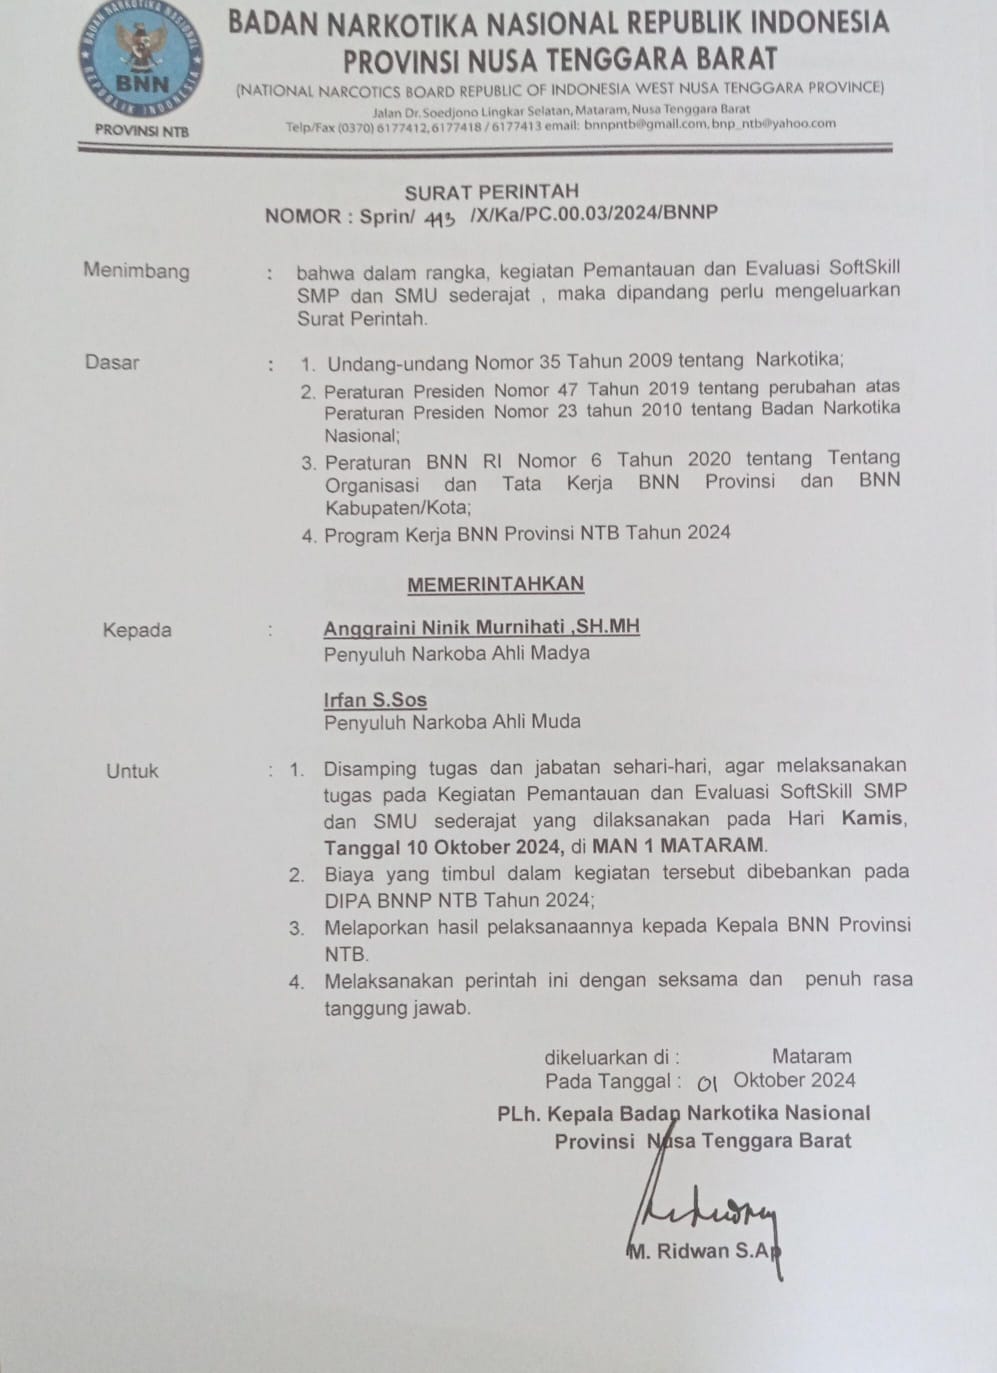 BADAN NARKOTIKA NASIONAL
BNN
REPUBLIK INDONESIA
PROVINSI NTB
BADAN NARKOTIKA NASIONAL REPUBLIK INDONESIA
PROVINSI NUSA TENGGARA BARAT
(NATIONAL NARCOTICS BOARD REPUBLIC OF INDONESIA WEST NUSA TENGGARA PROVINCE)
Jalan Dr. Soedjono Lingkar Selatan, Mataram, Nusa Tenggara Barat
Telp/Fax (0370) 6177412, 6177418 / 6177413 email: bnnpntb@gmail.com, bnp_ntb@yahoo.com
SURAT PERINTAH
NOMOR : Sprin/ 443 /X/Ka/PC.00.03/2024/BNNP
Menimbang : bahwa dalam rangka, kegiatan Pemantauan dan Evaluasi SoftSkill
SMP dan SMU sederajat , maka dipandang perlu mengeluarkan
Surat Perintah.
Dasar : 1. Undang-undang Nomor 35 Tahun 2009 tentang Narkotika;
2. Peraturan Presiden Nomor 47 Tahun 2019 tentang perubahan atas
Peraturan Presiden Nomor 23 tahun 2010 tentang Badan Narkotika
Nasional;
3. Peraturan BNN RI Nomor 6 Tahun 2020 tentang Tentang
Organisasi dan Tata Kerja BNN Provinsi dan BNN
Kabupaten/Kota;
4. Program Kerja BNN Provinsi NTB Tahun 2024
MEMERINTAHKAN
Kepada : Anggraini Ninik Murnihati ,SH.MH
Penyuluh Narkoba Ahli Madya
Irfan S.Sos
Penyuluh Narkoba Ahli Muda
Untuk : 1. Disamping tugas dan jabatan sehari-hari, agar melaksanakan
tugas pada Kegiatan Pemantauan dan Evaluasi SoftSkill SMP
dan SMU sederajat yang dilaksanakan pada Hari Kamis,
Tanggal 10 Oktober 2024, di MAN 1 MATARAM.
2. Biaya yang timbul dalam kegiatan tersebut dibebankan pada
DIPA BNNP NTB Tahun 2024;
3. Melaporkan hasil pelaksanaannya kepada Kepala BNN Provinsi
NTB.
4. Melaksanakan perintah ini dengan seksama dan penuh rasa
tanggung jawab.
dikeluarkan di : Mataram
Pada Tanggal : 01 Oktober 2024
PLh. Kepala Badan Narkotika Nasional
Provinsi Nusa Tenggara Barat
M. Ridwan S.Ap